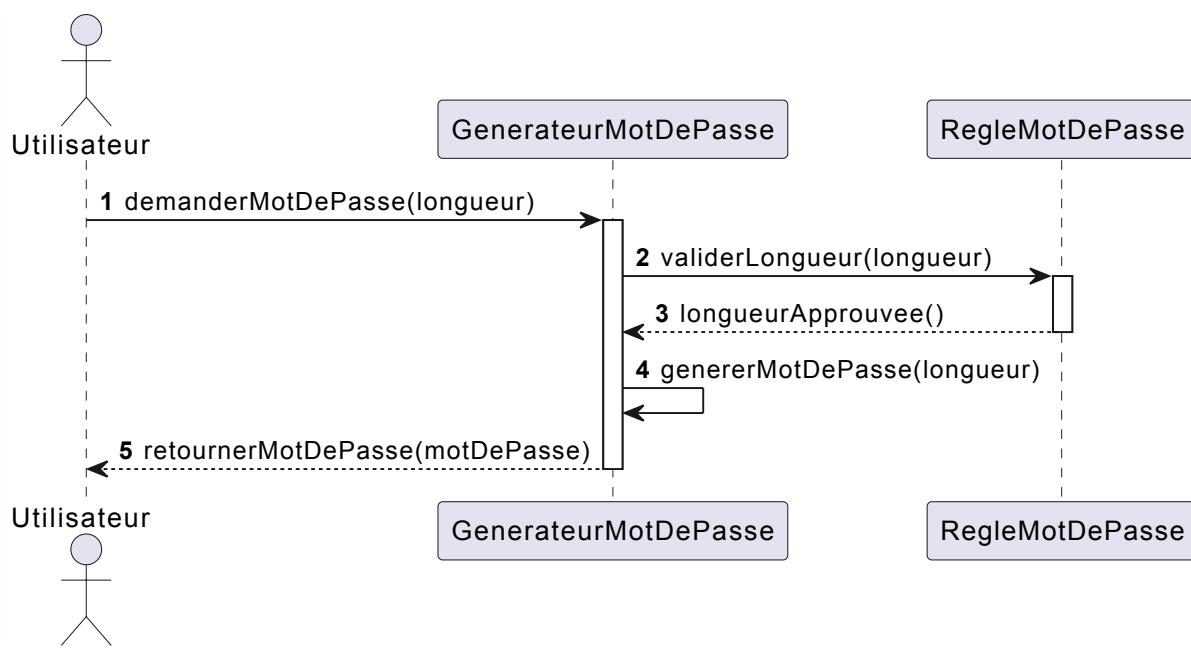 Utilisateur
GenerateurMotDePasse
RegleMotDePasse
1 demanderMotDePasse(longueur)
2 validerLongueur(longueur)
3 longueurApprouvee()
4 genererMotDePasse(longueur)
5 retournerMotDePasse(motDePasse)
Utilisateur
GenerateurMotDePasse
RegleMotDePasse